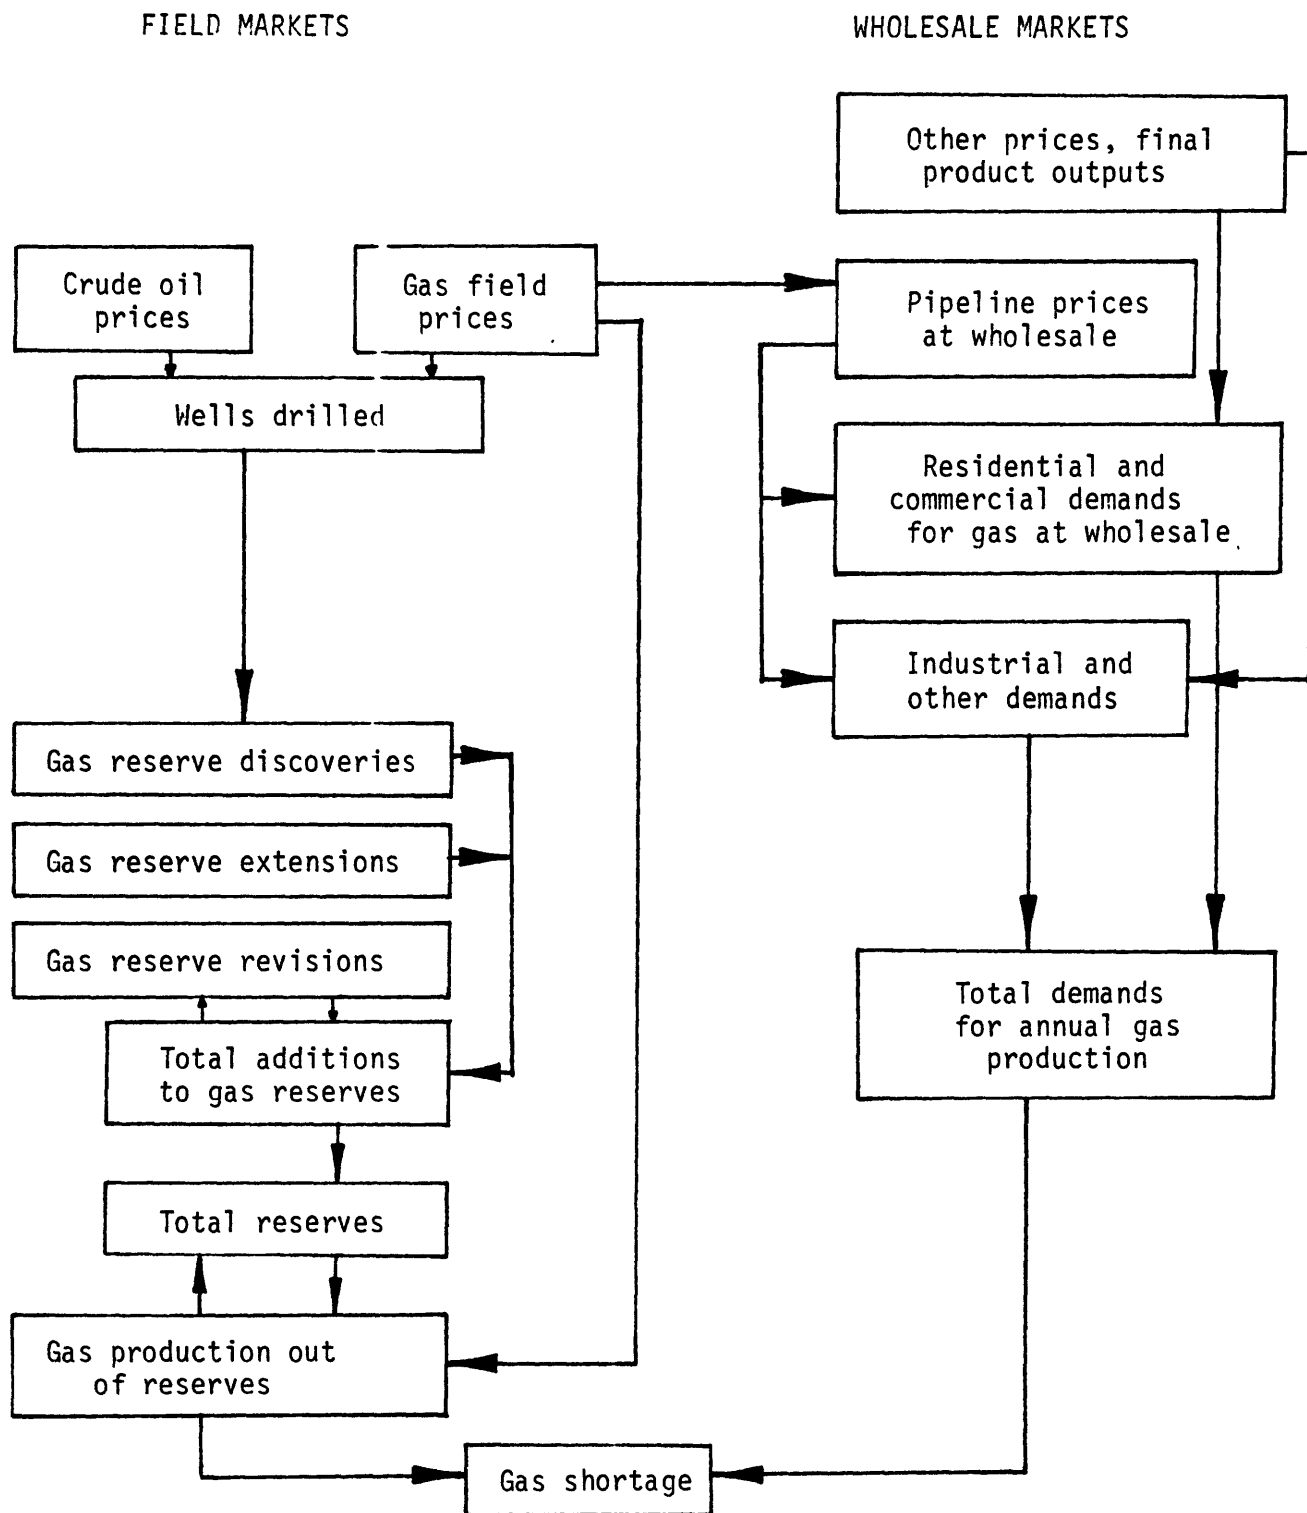 FIELD MARKETS
WHOLESALE MARKETS
Other prices, final
product outputs
Crude oil
prices
Gas field
prices
Pipeline prices
at wholesale
Wells drilled
Residential and
commercial demands
for gas at wholesale
Industrial and
other demands
Gas reserve discoveries
Gas reserve extensions
Gas reserve revisions
Total additions
to gas reserves
Total demands
for annual gas
production
Total reserves
Gas production out
of reserves
Gas shortage